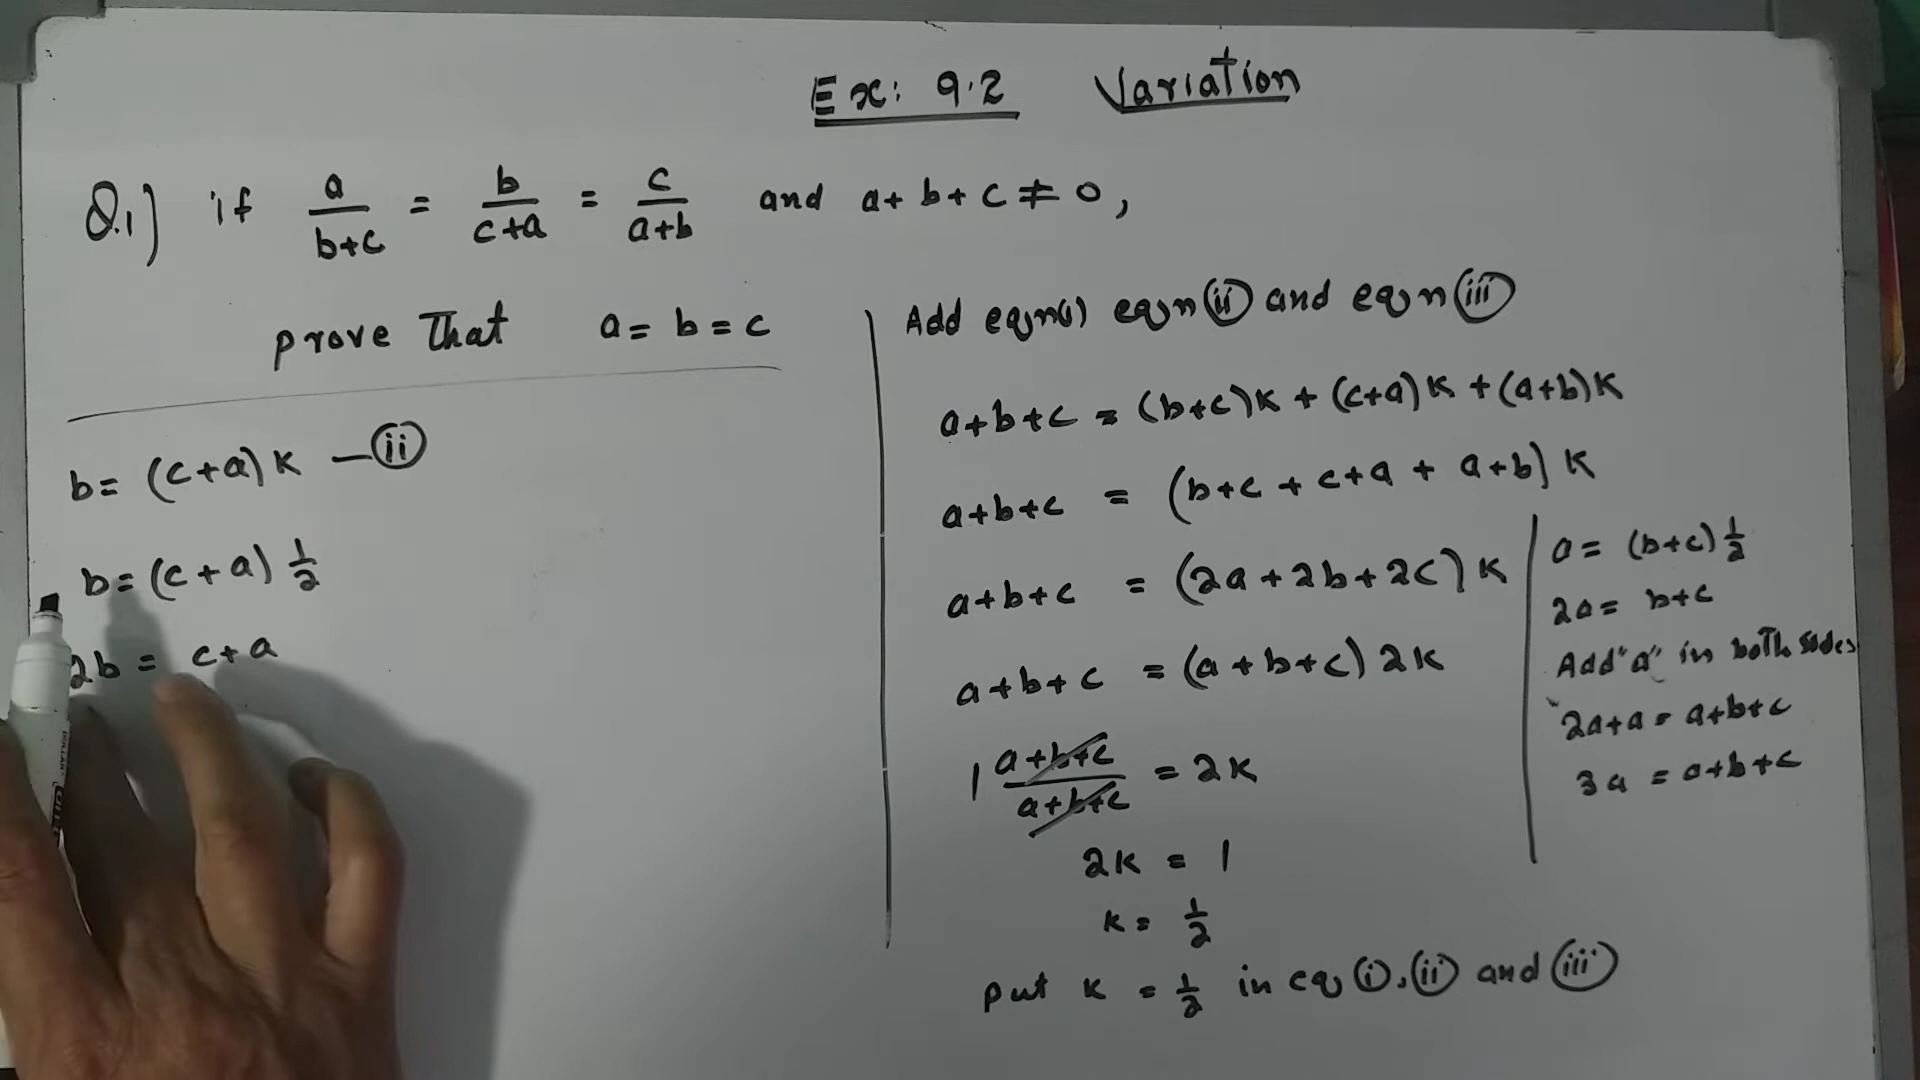 Ex: 9.2 Variation
Q.1) if a/b+c = b/c+a = c/a+b and a+b+c ≠ 0,
prove That a = b = c
b = (c+a)K — (ii)
b = (c+a) 1/2
2b = c+a
Add eqn(i) eqn (ii) and eqn (iii)
a+b+c = (b+c)K + (c+a)K + (a+b)K
a+b+c = (b+c + c+a + a+b) K
a+b+c = (2a+2b+2c) K
a+b+c = (a+b+c) 2K
1 a+b+c/a+b+c = 2K
2K = 1
K = 1/2
put K = 1/2 in eq (i), (ii) and (iii)
a = (b+c) 1/2
2a = b+c
Add "a" in boTh sides
2a+a = a+b+c
3a = a+b+c